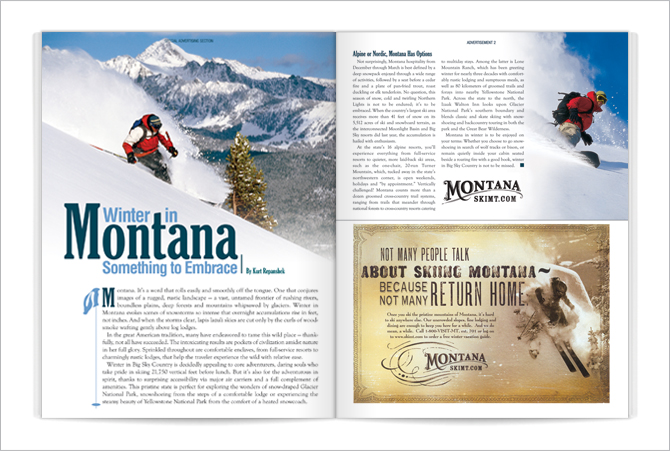 SPECIAL ADVERTISING SECTION
Winter in
Montana
Something to Embrace
By Kurt Repanshek
Montana. It's a word that rolls easily and smoothly off the tongue. One that conjures
images of a rugged, rustic landscape – a vast, untamed frontier of rushing rivers,
boundless plains, deep forests and mountains whispered by glaciers. Winter in
Montana evokes names of snowstorms so intense that overnight accumulations rise in feet,
not inches. And when the storms clear, lapis lazuli skies are cut only by the curls of wood-
smoke wafting gently above log lodges.
In the great American tradition, many have endeavored to tame this wild place – thank-
fully, not all have succeeded. The intoxicating results are pockets of civilization amidst nature
in her full glory. Sprinkled throughout are comfortable enclaves, from full-service resorts to
charmingly rustic lodges, that help the traveler experience the wild with relative ease.
Winter in Big Sky Country is decidedly appealing to core adventurers, daring souls who
take pride in skiing 21,750 vertical feet before lunch. But it's also for the adventurous in
spirit, thanks to surprising accessibility via major air carriers and a full complement of
amenities. This pristine state is perfect for exploring the wonders of snow-draped Glacier
National Park, snowshoeing from the steps of a comfortable lodge or experiencing the
steamy beauty of Yellowstone National Park from the comfort of a heated snowcoach.
ADVERTISEMENT 2
Alpine or Nordic, Montana Has Options
Not surprisingly, Montana hospitality from
December through March is best defined by a
deep snowpack enjoyed through a wide range
of activities, followed by a seat before a cedar
fire and a plate of pan-fried trout, roast
duckling or elk tenderloin. No question, this
season of snow, cold and swirling Northern
Lights is not to be endured, it's to be
embraced. When the country's largest ski area
receives more than 41 feet of snow on its
5,512 acres of ski and snowboard terrain, as
the interconnected Moonlight Basin and Big
Sky resorts did last year, the accumulation is
hailed with enthusiasm.
At the state's 16 alpine resorts, you'll
experience everything from full-service
resorts to quieter, more laid-back ski areas,
such as the one-chair, 20-run Turner
Mountain, which, tucked away in the state's
northwestern corner, is open weekends,
holidays and "by appointment." Vertically
challenged? Montana counts more than a
dozen groomed cross-country trail systems,
ranging from trails that meander through
national forests to cross-country resorts catering
to multiday stays. Among the latter is Lone
Mountain Ranch, which has been greeting
winter for nearly three decades with comfort-
ably rustic lodging and sumptuous meals, as
well as 80 kilometers of groomed trails and
forays into nearby Yellowstone National
Park. Across the state to the north, the
Izaak Walton Inn looks upon Glacier
National Park's southern boundary and
blends classic and skate skiing with snow-
shoeing and backcountry touring in both the
park and the Great Bear Wilderness.
Montana in winter is to be enjoyed on
your terms. Whether you choose to go snow-
shoeing in search of wolf tracks or bison, or
remain quietly inside your cabin seated
beside a roaring fire with a good book, winter
in Big Sky Country is not to be missed.
MONTANA
SKIMT.COM
NOT MANY PEOPLE TALK
ABOUT SKIING MONTANA~
BECAUSE
NOT MANY RETURN HOME.
Once you ski the pristine mountains of Montana, it's hard
to ski anywhere else. Our uncrowded slopes, fine lodging and
dining are enough to keep you here for a while. And we do
mean, a while. Call 1-800-VISIT-MT, ext. 701 or log on
to www.skimt.com to order a free winter vacation guide.
MONTANA
SKIMT.COM